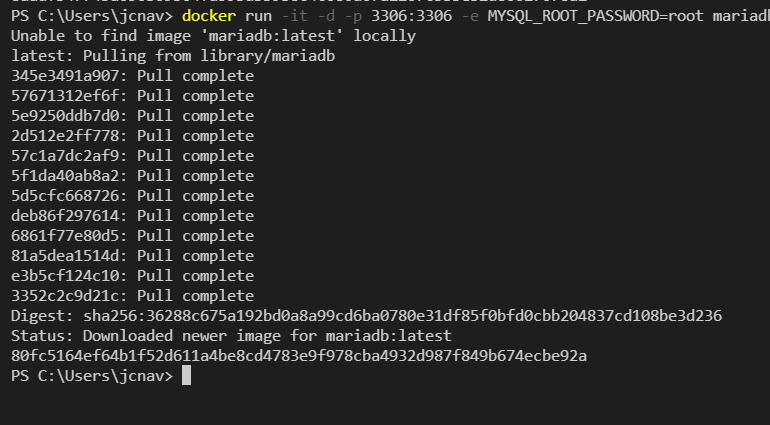 PS C:\Users\jcnav> docker run -it -d -p 3306:3306 -e MYSQL_ROOT_PASSWORD=root mariadb
Unable to find image 'mariadb:latest' locally
latest: Pulling from library/mariadb
345e3491a907: Pull complete
57671312ef6f: Pull complete
5e9250ddb7d0: Pull complete
2d512e2ff778: Pull complete
57c1a7dc2af9: Pull complete
5f1da40ab8a2: Pull complete
5d5cfc668726: Pull complete
deb86f297614: Pull complete
6861f77e80d5: Pull complete
81a5dea1514d: Pull complete
e3b5cf124c10: Pull complete
3352c2c9d21c: Pull complete
Digest: sha256:36288c675a192bd0a8a99cd6ba0780e31df85f0bfd0cbb204837cd108be3d236
Status: Downloaded newer image for mariadb:latest
80fc5164ef64b1f52d611a4be8cd4783e9f978cba4932d987f849b674ecbe92a
PS C:\Users\jcnav>